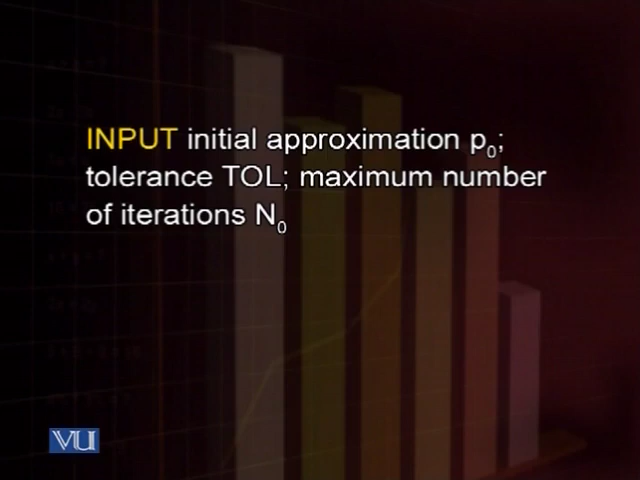 INPUT initial approximation p₀;
tolerance TOL; maximum number
of iterations N₀
VU